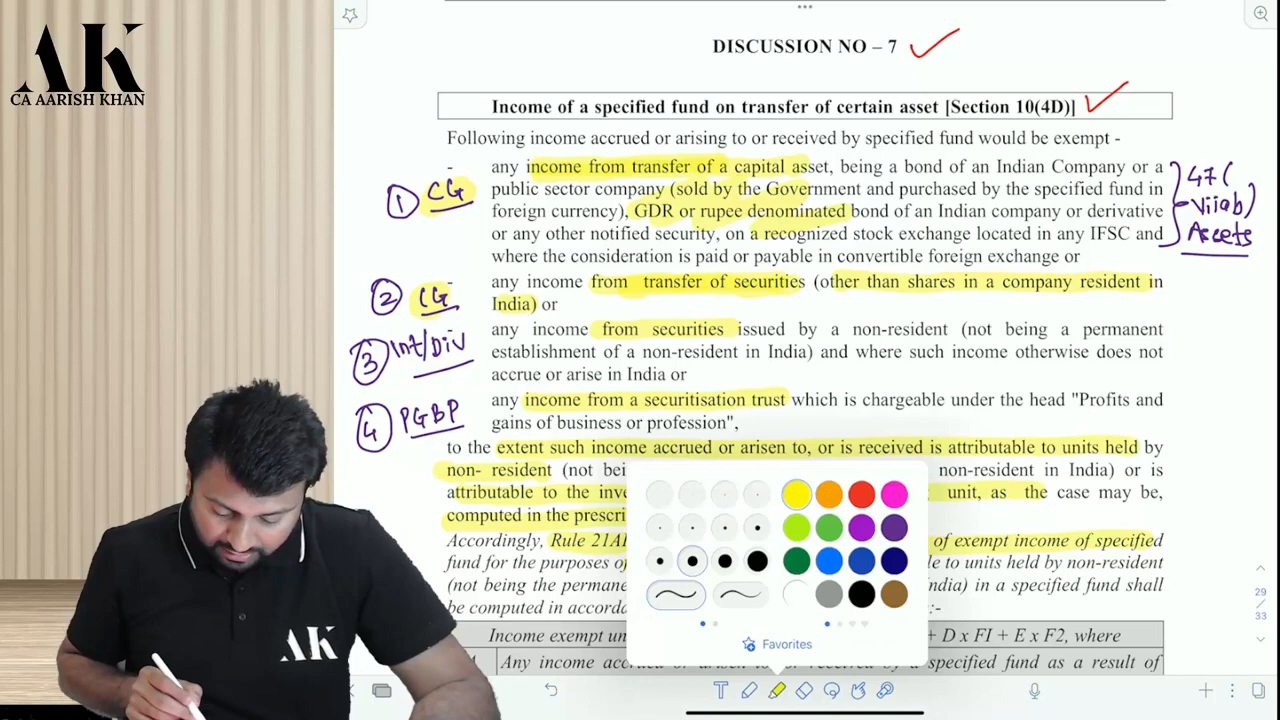 AK
CA AARISH KHAN
DISCUSSION NO – 7
Income of a specified fund on transfer of certain asset [Section 10(4D)]
Following income accrued or arising to or received by specified fund would be exempt -
- any income from transfer of a capital asset, being a bond of an Indian Company or a
public sector company (sold by the Government and purchased by the specified fund in
foreign currency), GDR or rupee denominated bond of an Indian company or derivative
or any other notified security, on a recognized stock exchange located in any IFSC and
where the consideration is paid or payable in convertible foreign exchange or
1 CG
47(
Viiab)
Assets
2 CG
- any income from transfer of securities (other than shares in a company resident in
India) or
3 Int/Div
- any income from securities issued by a non-resident (not being a permanent
establishment of a non-resident in India) and where such income otherwise does not
accrue or arise in India or
4 PGBP
any income from a securitisation trust which is chargeable under the head "Profits and
gains of business or profession",
to the extent such income accrued or arisen to, or is received is attributable to units held by
non- resident (not bei non-resident in India) or is
attributable to the inve unit, as the case may be,
computed in the prescri
Accordingly, Rule 21A of exempt income of specified
fund for the purposes of le to units held by non-resident
(not being the permane ndia) in a specified fund shall
be computed in accorda :-
Income exempt un + D x FI + E x F2, where
Any income accrued or arisen to, or received by a specified fund as a result of
Favorites
29
/
33
T
AK